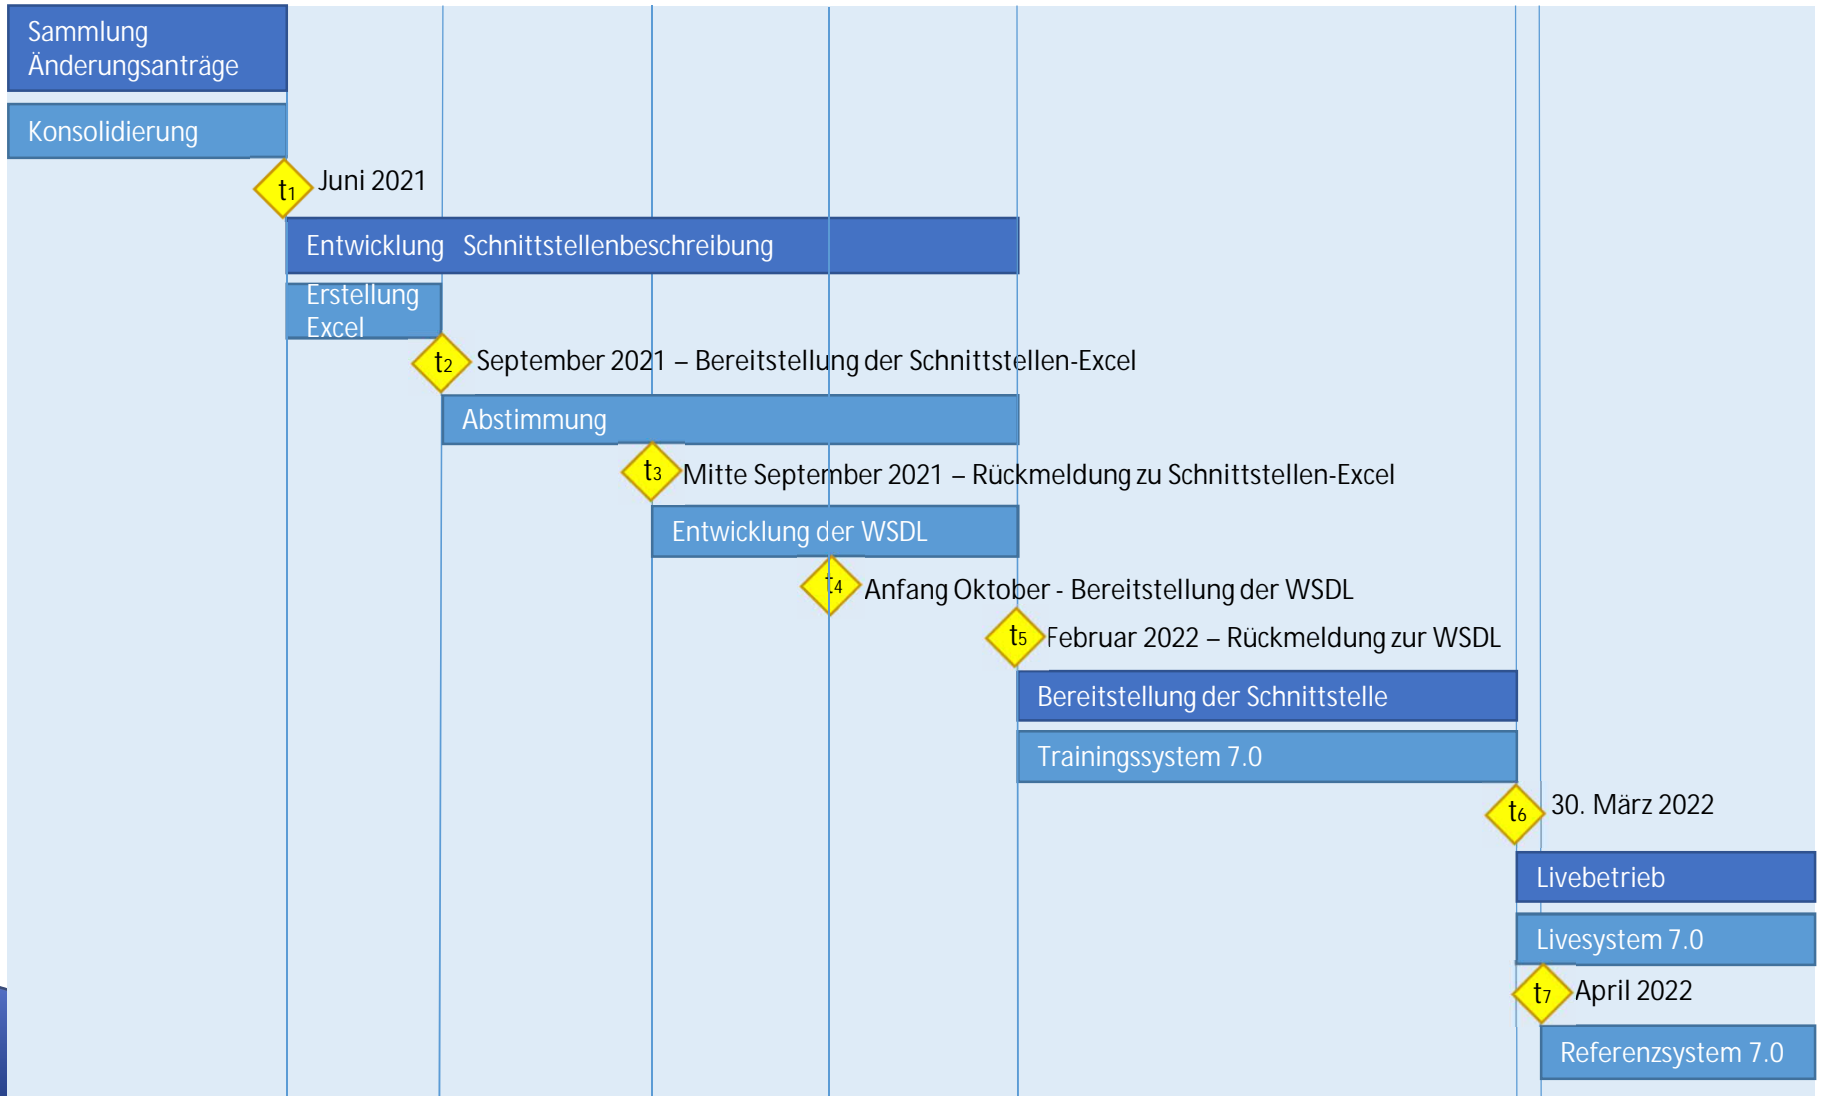 Sammlung
Änderungsanträge
Konsolidierung
t1 Juni 2021
Entwicklung Schnittstellenbeschreibung
Erstellung
Excel
t2 September 2021 – Bereitstellung der Schnittstellen-Excel
Abstimmung
t3 Mitte September 2021 – Rückmeldung zu Schnittstellen-Excel
Entwicklung der WSDL
t4 Anfang Oktober - Bereitstellung der WSDL
t5 Februar 2022 – Rückmeldung zur WSDL
Bereitstellung der Schnittstelle
Trainingssystem 7.0
t6 30. März 2022
Livebetrieb
Livesystem 7.0
t7 April 2022
Referenzsystem 7.0